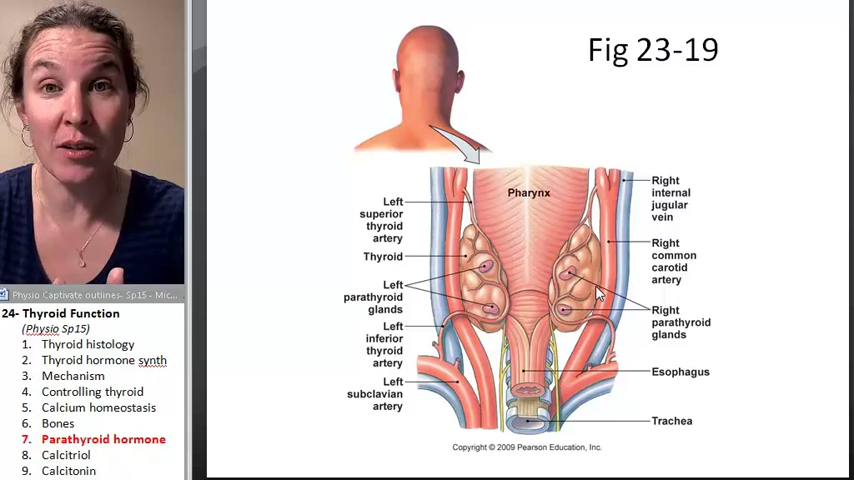 Fig 23-19
Pharynx
Left
superior
thyroid
artery
Thyroid
Left
parathyroid
glands
Left
inferior
thyroid
artery
Left
subclavian
artery
Right
internal
jugular
vein
Right
common
carotid
artery
Right
parathyroid
glands
Esophagus
Trachea
Copyright © 2009 Pearson Education, Inc.
Physio Captivate outlines- Sp15 - Mic...
24- Thyroid Function
(Physio Sp15)
1. Thyroid histology
2. Thyroid hormone synth
3. Mechanism
4. Controlling thyroid
5. Calcium homeostasis
6. Bones
7. Parathyroid hormone
8. Calcitriol
9. Calcitonin